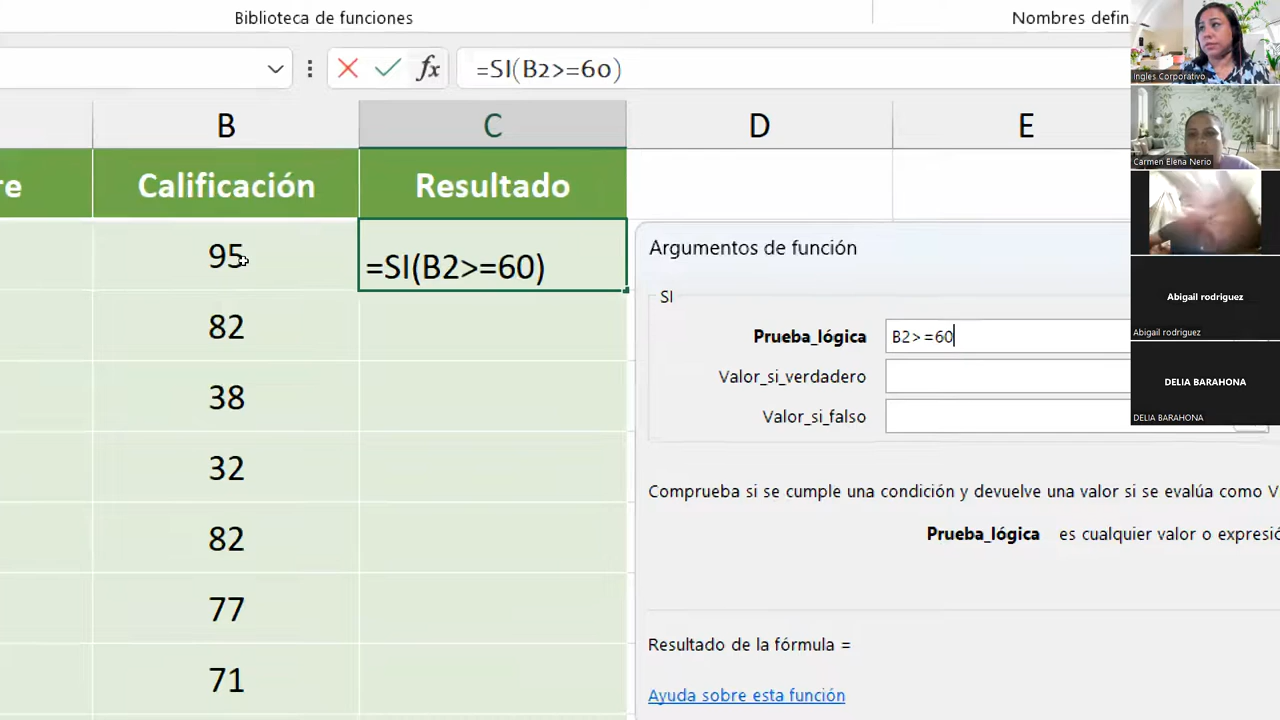 Biblioteca de funciones
Nombres defin
fx
=SI(B2>=60)
B
C
D
E
re
Calificación
Resultado
95
=SI(B2>=60)
82
38
32
82
77
71
Argumentos de función
SI
Prueba_lógica
B2>=60
Valor_si_verdadero
Valor_si_falso
Comprueba si se cumple una condición y devuelve una valor si se evalúa como V
Prueba_lógica es cualquier valor o expresió
Resultado de la fórmula =
Ayuda sobre esta función
Ingles Corporativo
Carmen Elena Nerio
Abigail rodriguez
Abigail rodriguez
DELIA BARAHONA
DELIA BARAHONA